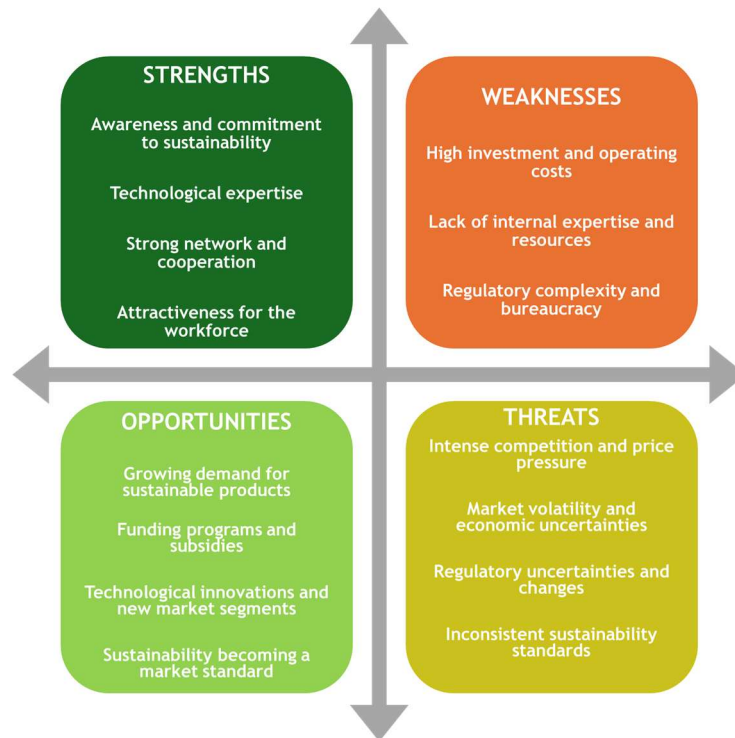 STRENGTHS
Awareness and commitment
to sustainability
Technological expertise
Strong network and
cooperation
Attractiveness for the
workforce
WEAKNESSES
High investment and operating
costs
Lack of internal expertise and
resources
Regulatory complexity and
bureaucracy
OPPORTUNITIES
Growing demand for
sustainable products
Funding programs and
subsidies
Technological innovations and
new market segments
Sustainability becoming a
market standard
THREATS
Intense competition and price
pressure
Market volatility and
economic uncertainties
Regulatory uncertainties and
changes
Inconsistent sustainability
standards